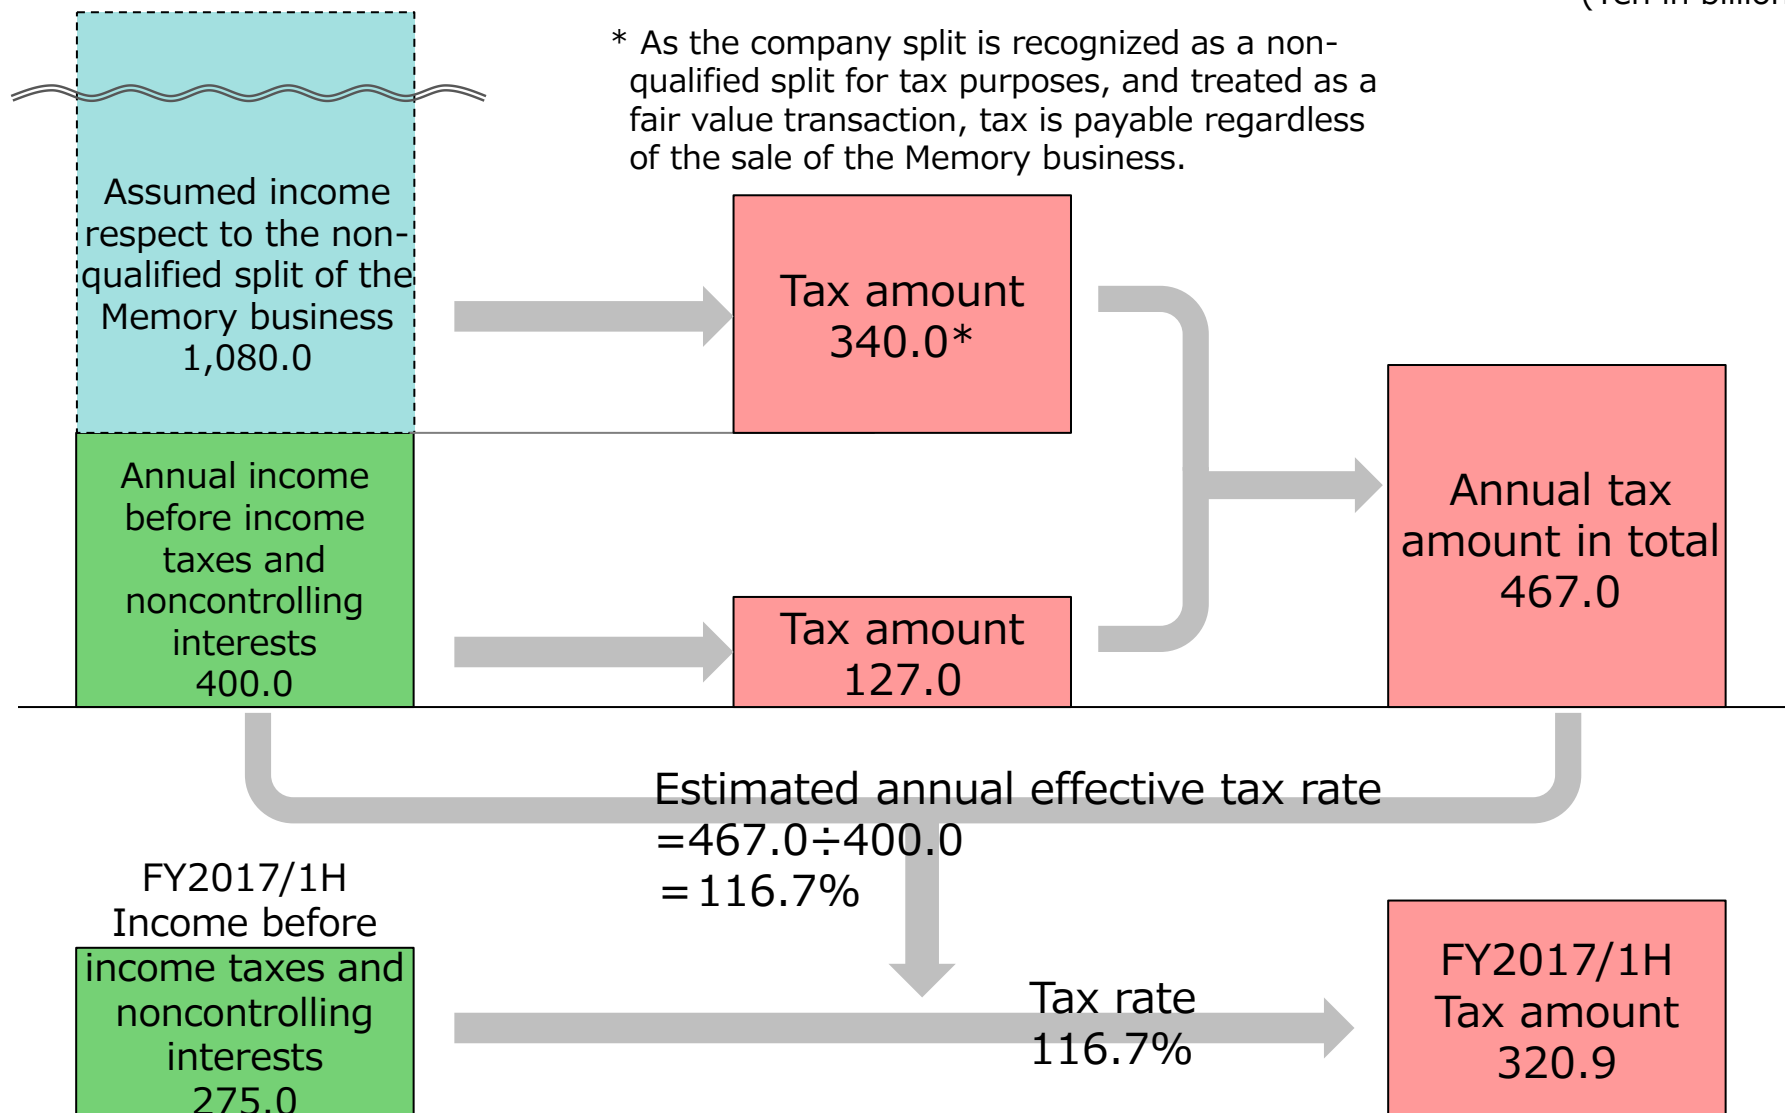 (Yen in billion
* As the company split is recognized as a non-
qualified split for tax purposes, and treated as a
fair value transaction, tax is payable regardless
of the sale of the Memory business.
Assumed income
respect to the non-
qualified split of the
Memory business
1,080.0
Tax amount
340.0*
Annual income
before income
taxes and
noncontrolling
interests
400.0
Tax amount
127.0
Annual tax
amount in total
467.0
Estimated annual effective tax rate
=467.0÷400.0
=116.7%
FY2017/1H
Income before
income taxes and
noncontrolling
interests
275.0
Tax rate
116.7%
FY2017/1H
Tax amount
320.9